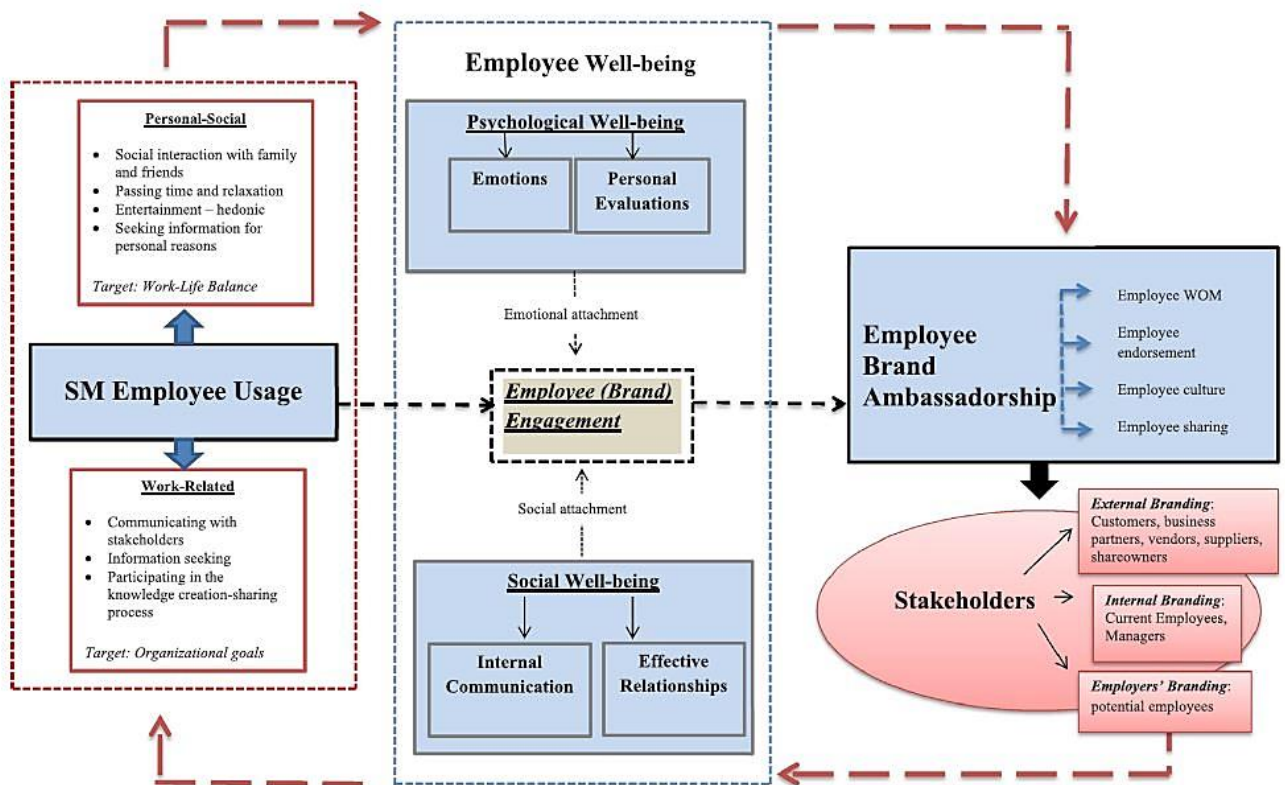 Personal-Social
• Social interaction with family
and friends
• Passing time and relaxation
• Entertainment – hedonic
• Seeking information for
personal reasons
Target: Work-Life Balance
SM Employee Usage
Work-Related
• Communicating with
stakeholders
• Information seeking
• Participating in the
knowledge creation-sharing
process
Target: Organizational goals
Employee Well-being
Psychological Well-being
Emotions
Personal
Evaluations
Emotional attachment
Employee (Brand)
Engagement
Social attachment
Social Well-being
Internal
Communication
Effective
Relationships
Employee
Brand
Ambassadorship
Employee WOM
Employee
endorsement
Employee culture
Employee sharing
Stakeholders
External Branding:
Customers, business
partners, vendors, suppliers,
shareowners
Internal Branding:
Current Employees,
Managers
Employers' Branding:
potential employees